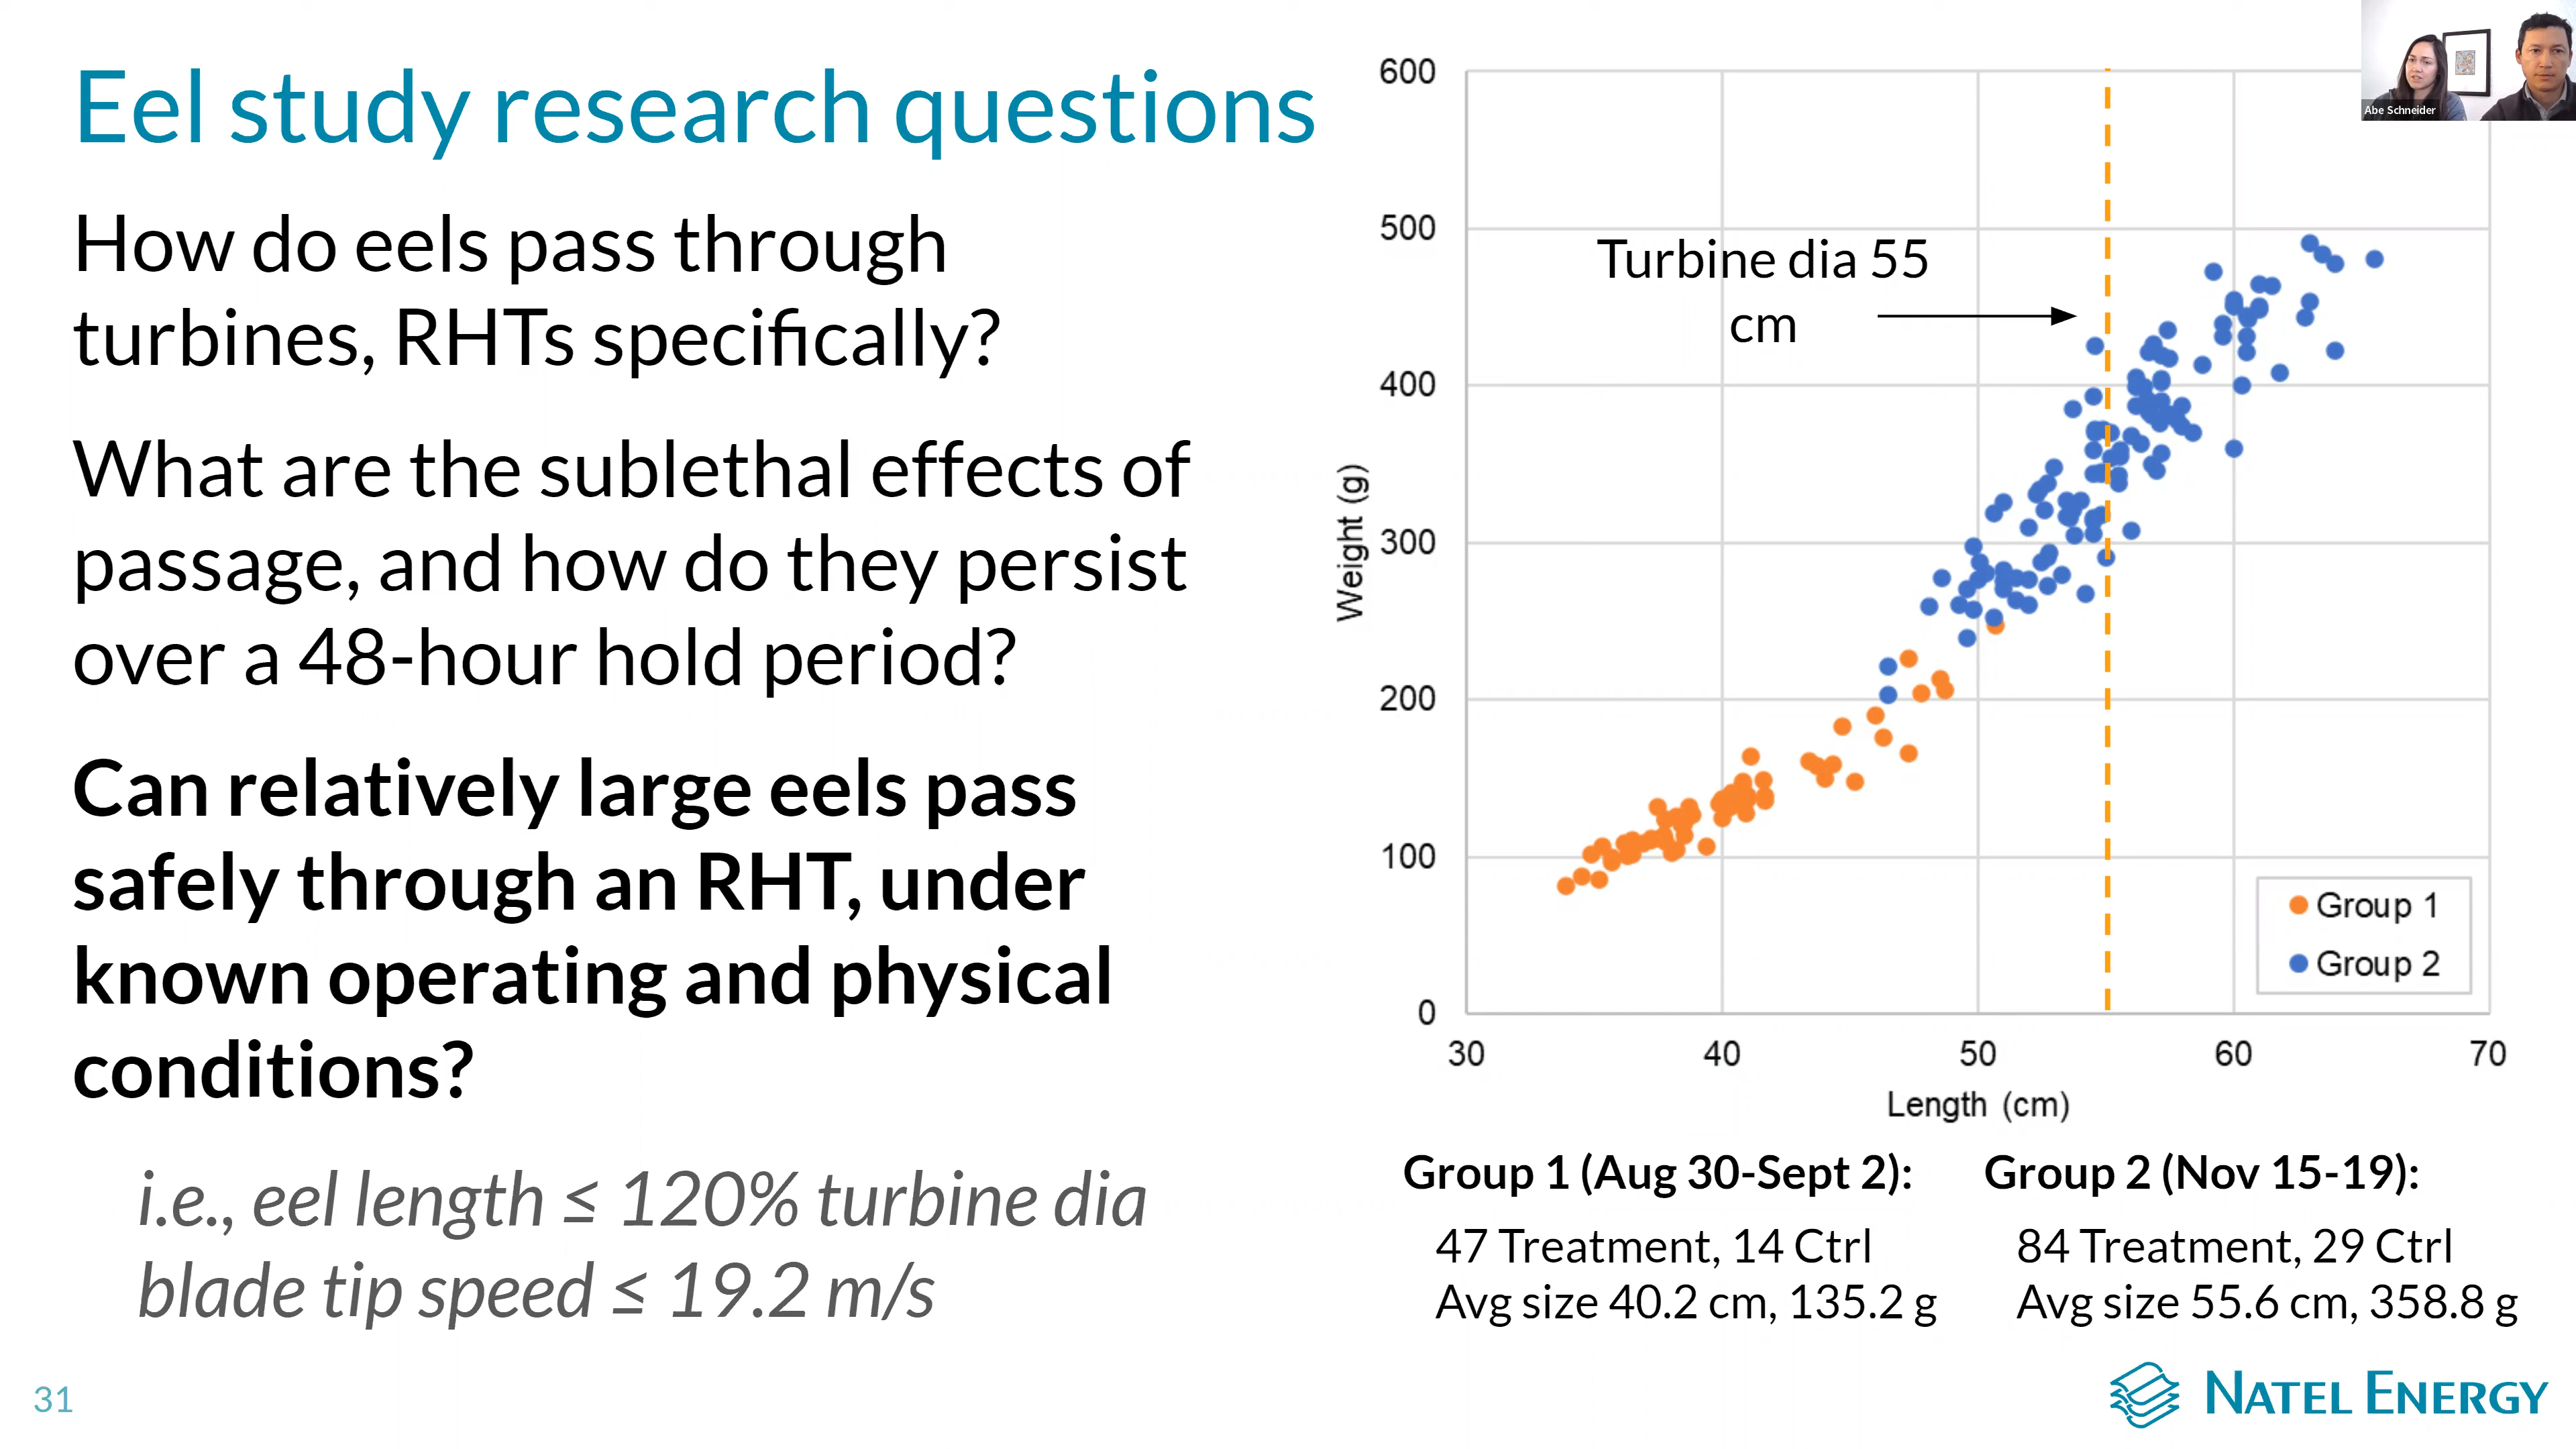 Eel study research questions
How do eels pass through
turbines, RHTs specifically?
What are the sublethal effects of
passage, and how do they persist
over a 48-hour hold period?
Can relatively large eels pass
safely through an RHT, under
known operating and physical
conditions?
i.e., eel length ≤ 120% turbine dia
blade tip speed ≤ 19.2 m/s
31
Abe Schneider
600
500
400
300
200
100
0
Weight (g)
Turbine dia 55
cm
Group 1
Group 2
30 40 50 60 70
Length (cm)
Group 1 (Aug 30-Sept 2):
47 Treatment, 14 Ctrl
Avg size 40.2 cm, 135.2 g
Group 2 (Nov 15-19):
84 Treatment, 29 Ctrl
Avg size 55.6 cm, 358.8 g
NATEL ENERGY